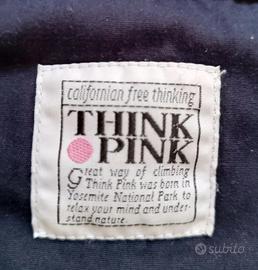 californian free thinking
THINK
PINK
Great way of climbing
Think Pink was born in
Yosemite National Park to
relax your mind and under-
stand nature.
subito